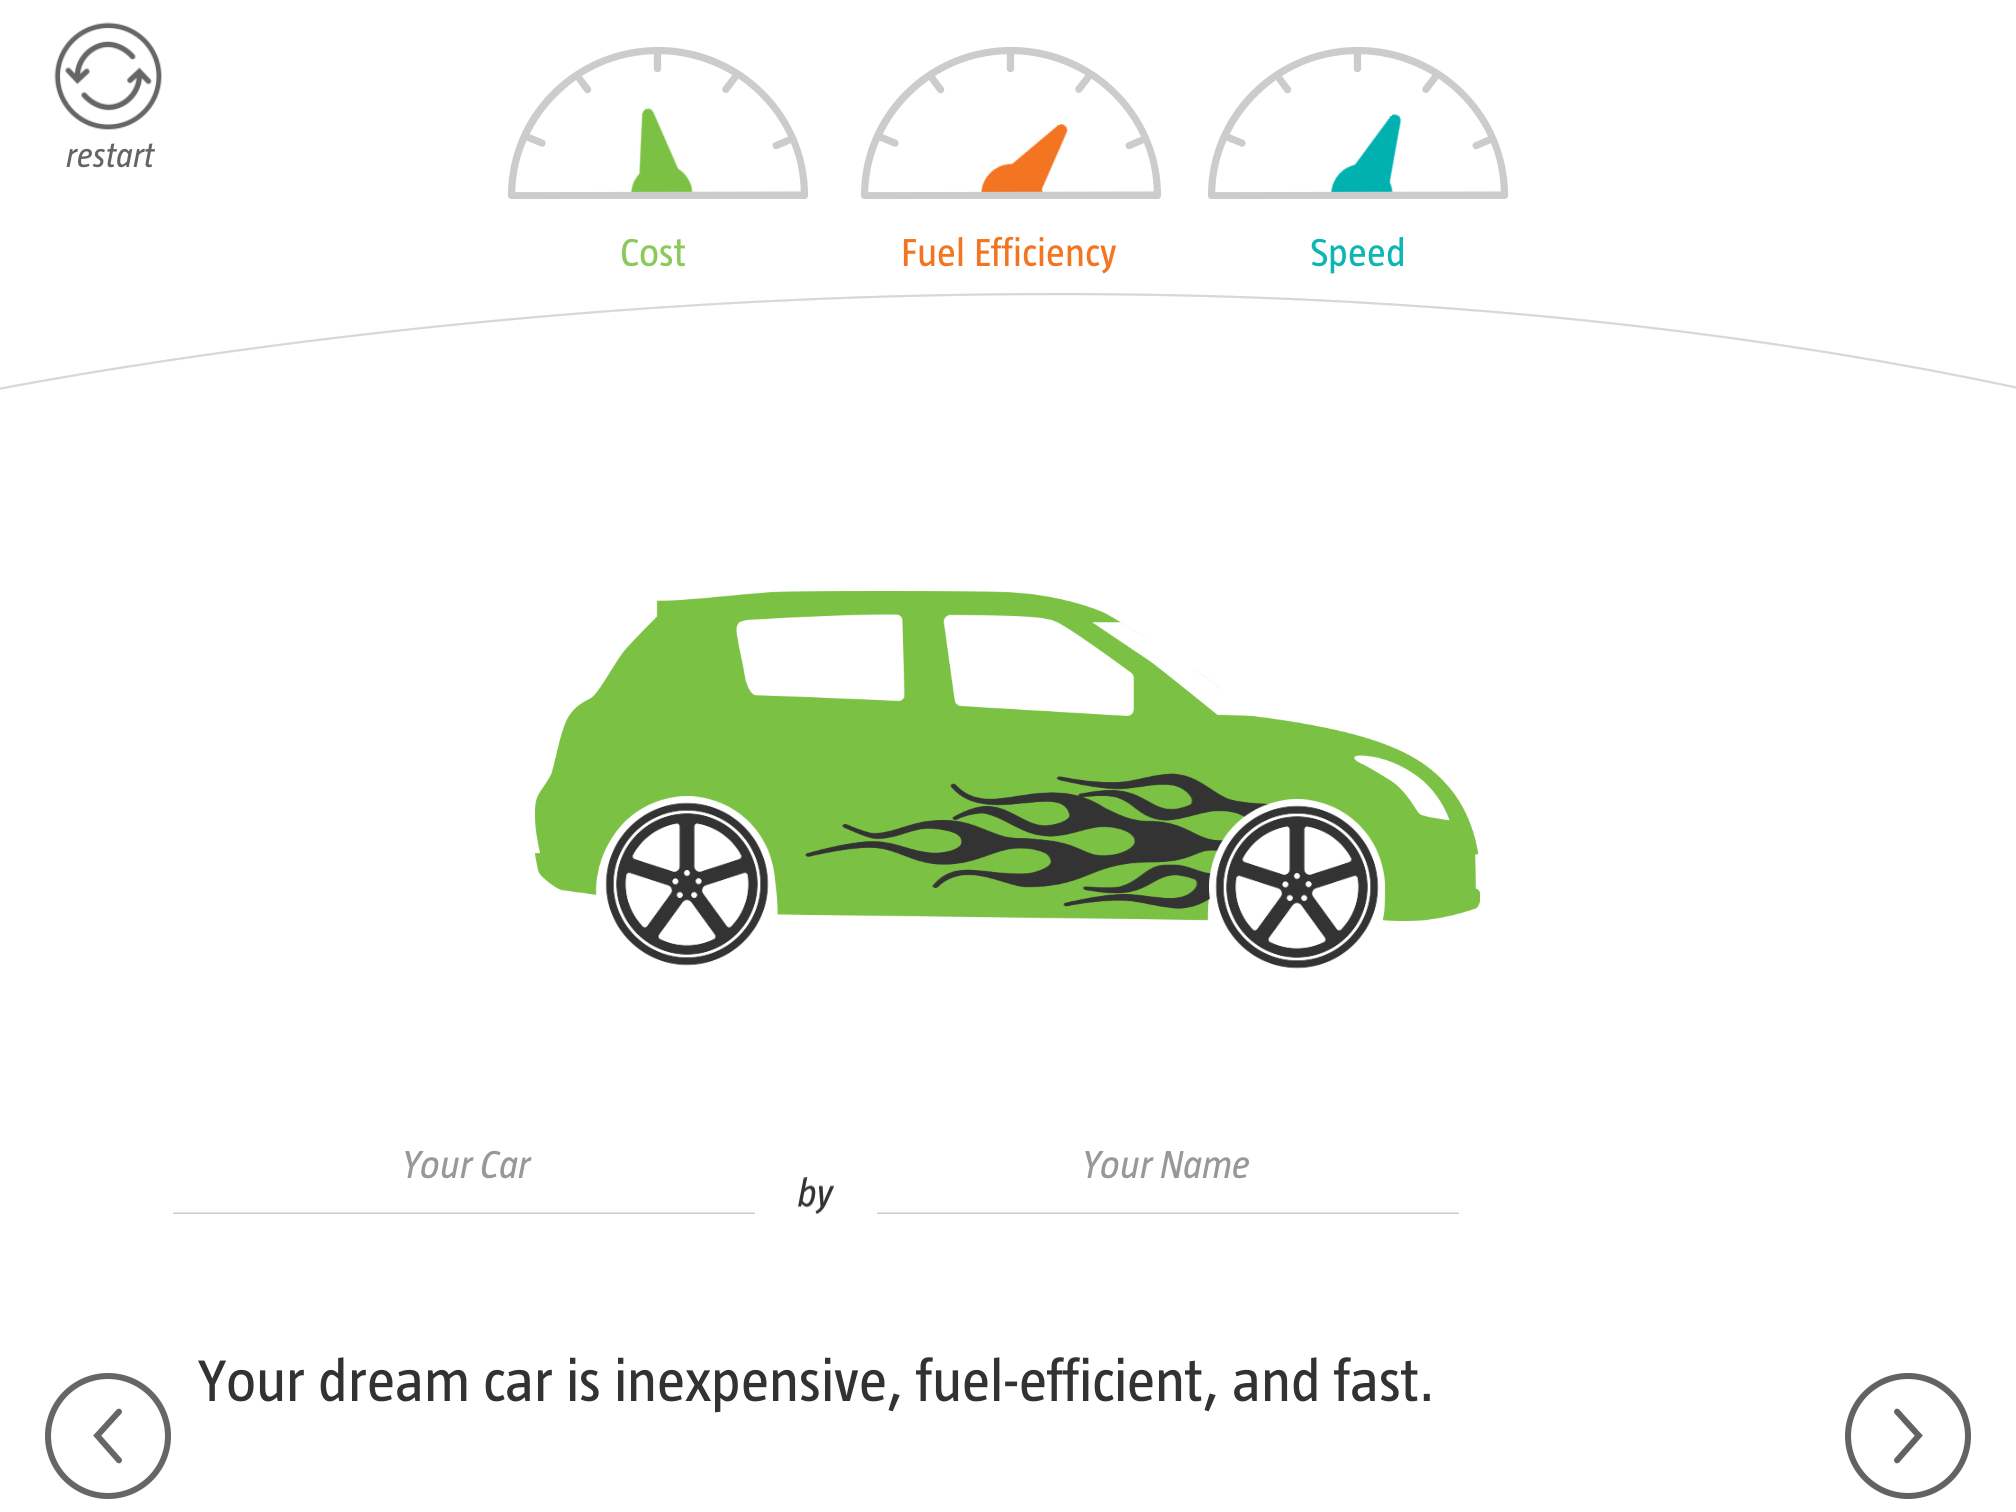 restart
Cost
Fuel Efficiency
Speed
Your Car
by
Your Name
Your dream car is inexpensive, fuel-efficient, and fast.